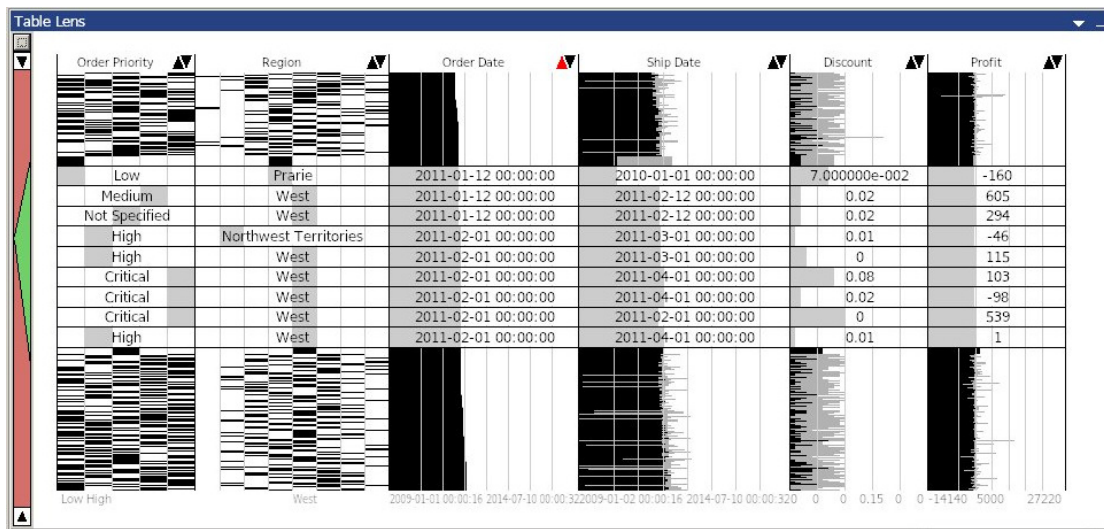 Table Lens
Order Priority Region Order Date Ship Date Discount Profit
Low Prarie 2011-01-12 00:00:00 2010-01-01 00:00:00 7.000000e-002 -160
Medium West 2011-01-12 00:00:00 2011-02-12 00:00:00 0.02 605
Not Specified West 2011-01-12 00:00:00 2011-02-12 00:00:00 0.02 294
High Northwest Territories 2011-02-01 00:00:00 2011-03-01 00:00:00 0.01 -46
High West 2011-02-01 00:00:00 2011-03-01 00:00:00 0 115
Critical West 2011-02-01 00:00:00 2011-04-01 00:00:00 0.08 103
Critical West 2011-02-01 00:00:00 2011-04-01 00:00:00 0.02 -98
Critical West 2011-02-01 00:00:00 2011-04-01 00:00:00 0 539
High West 2011-02-01 00:00:00 2011-04-01 00:00:00 0.01 1
Low High West 2009-01-01 00:00:16 2014-07-10 00:00:32 2009-01-02 00:00:16 2014-07-10 00:00:32 0 0 0 0.15 0 0 -14140 5000 27220